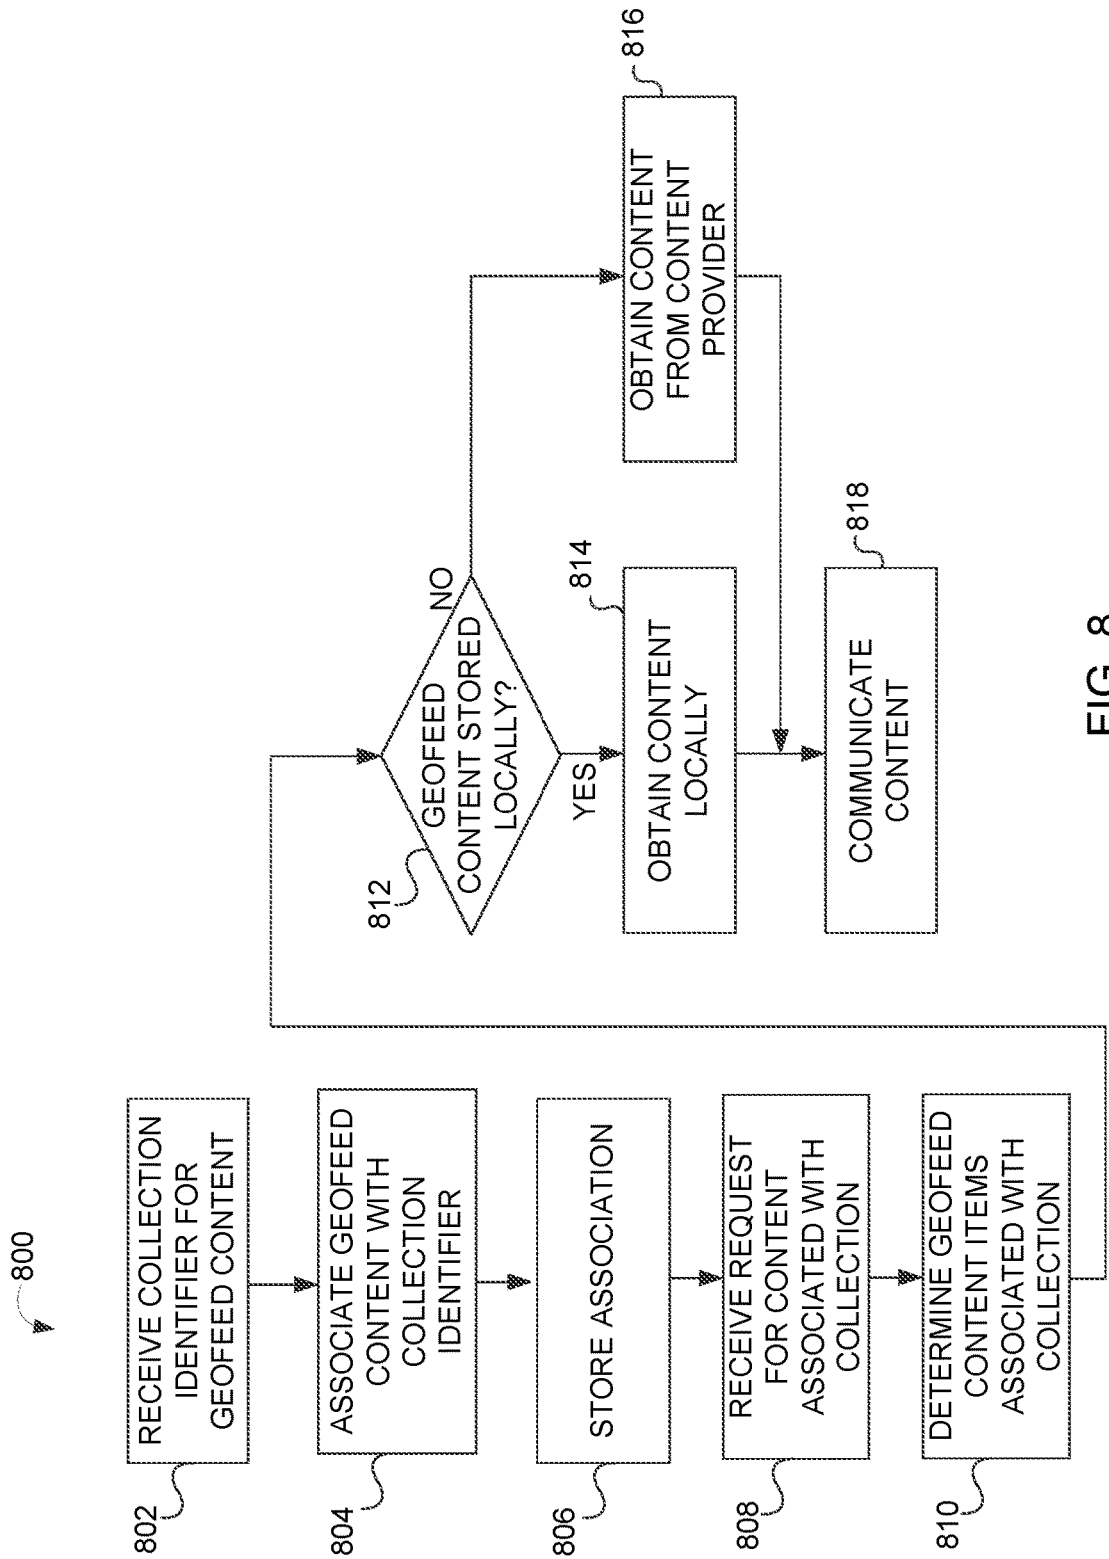 800
RECEIVE COLLECTION
IDENTIFIER FOR
GEOFEED CONTENT
802
ASSOCIATE GEOFEED
CONTENT WITH
COLLECTION
IDENTIFIER
804
STORE ASSOCIATION
806
RECEIVE REQUEST
FOR CONTENT
ASSOCIATED WITH
COLLECTION
808
DETERMINE GEOFEED
CONTENT ITEMS
ASSOCIATED WITH
COLLECTION
810
GEOFEED
CONTENT STORED
LOCALLY?
812
NO
YES
OBTAIN CONTENT
LOCALLY
814
OBTAIN CONTENT
FROM CONTENT
PROVIDER
816
COMMUNICATE
CONTENT
818
FIG. 8